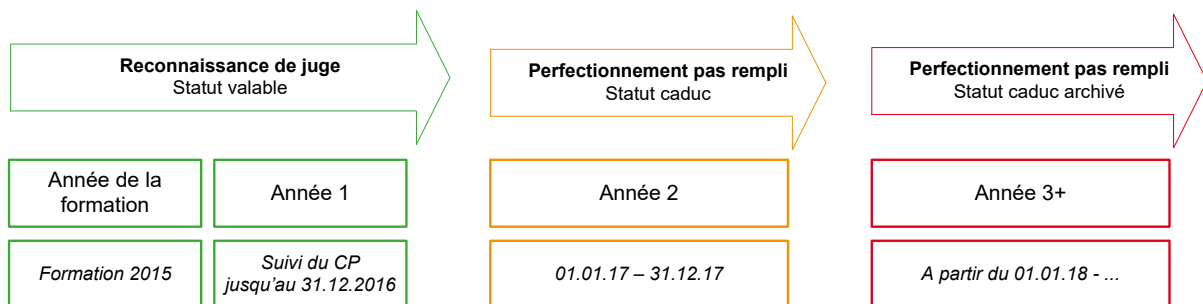 Reconnaissance de juge
Statut valable
Perfectionnement pas rempli
Statut caduc
Perfectionnement pas rempli
Statut caduc archivé
Année de la
formation
Année 1
Année 2
Année 3+
Formation 2015
Suivi du CP
jusqu'au 31.12.2016
01.01.17 – 31.12.17
A partir du 01.01.18 - ...